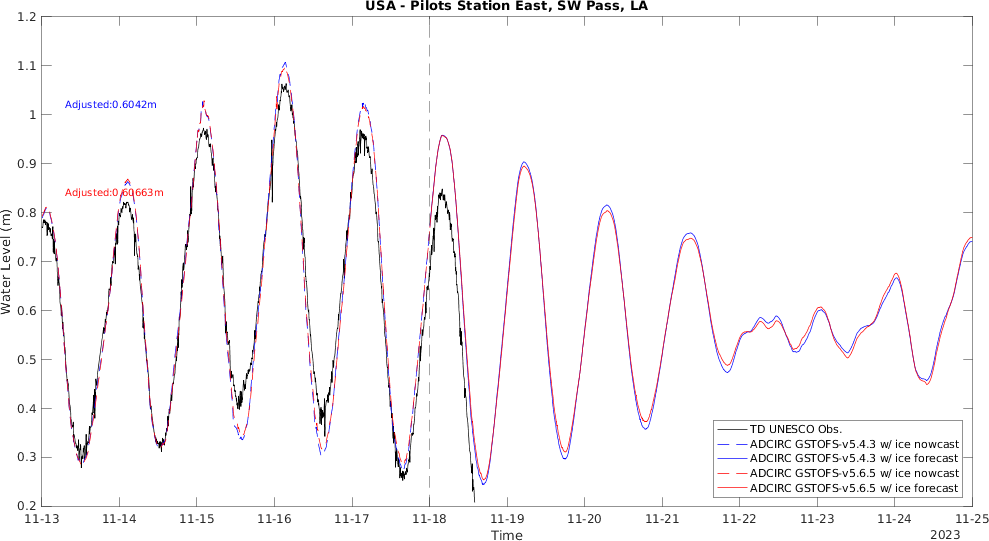 USA - Pilots Station East, SW Pass, LA
1.2
1.1
1
0.9
0.8
0.7
0.6
0.5
0.4
0.3
0.2
Water Level (m)
Adjusted:0.6042m
Adjusted:0.60663m
TD UNESCO Obs.
ADCIRC GSTOFS-v5.4.3 w/ ice nowcast
ADCIRC GSTOFS-v5.4.3 w/ ice forecast
ADCIRC GSTOFS-v5.6.5 w/ ice nowcast
ADCIRC GSTOFS-v5.6.5 w/ ice forecast
11-13 11-14 11-15 11-16 11-17 11-18 11-19 11-20 11-21 11-22 11-23 11-24 11-25
Time
2023